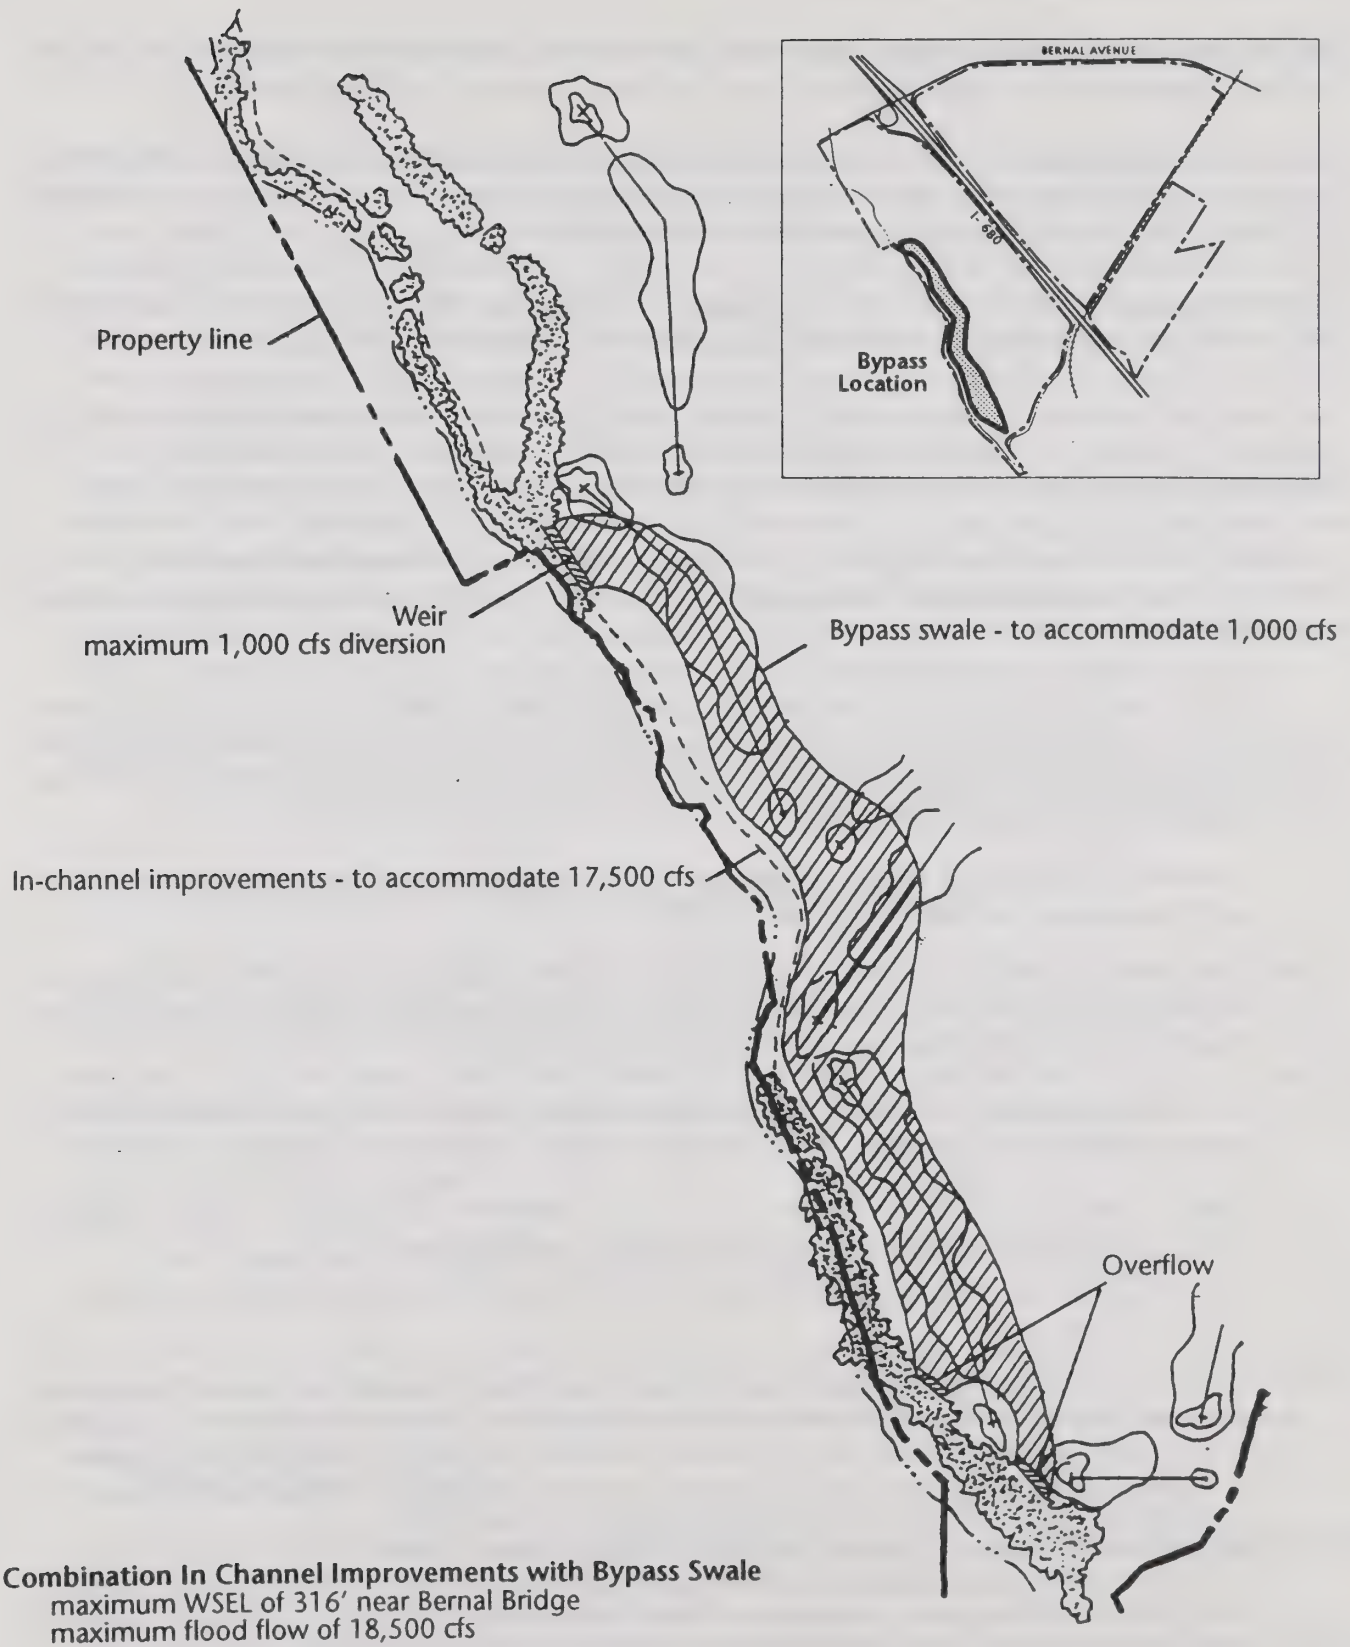 BERNAL AVENUE
I-680
Bypass
Location
Property line
Weir
maximum 1,000 cfs diversion
Bypass swale - to accommodate 1,000 cfs
In-channel improvements - to accommodate 17,500 cfs
Overflow
Combination In Channel Improvements with Bypass Swale
maximum WSEL of 316' near Bernal Bridge
maximum flood flow of 18,500 cfs